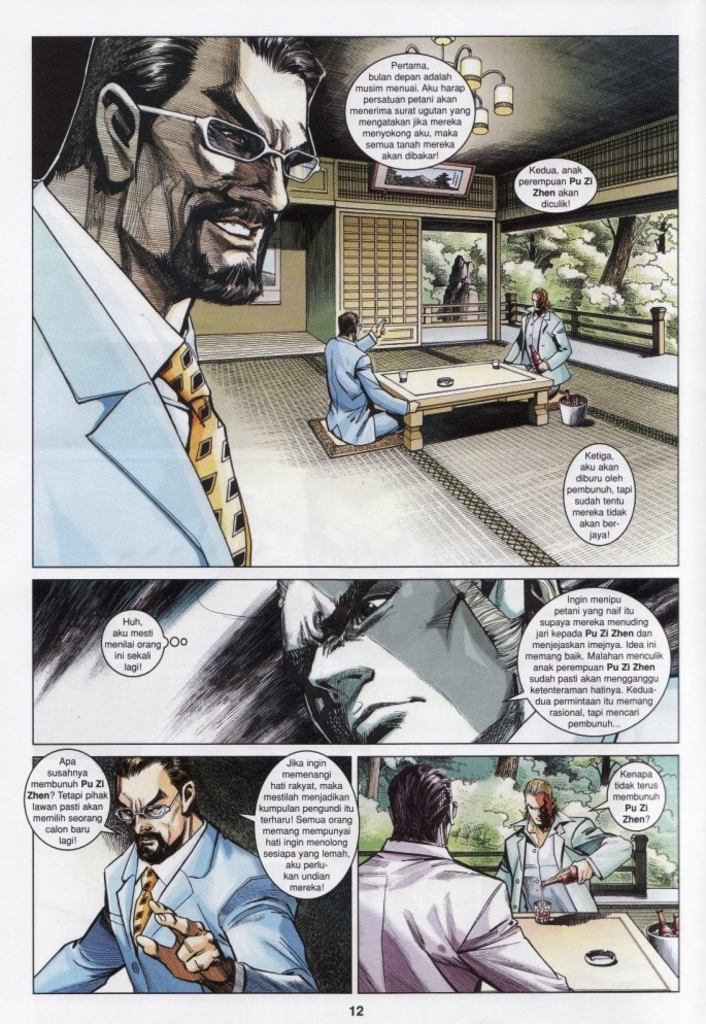 Pertama,
bulan depan adalah
musim menuai. Aku harap
persatuan petani akan
menerima surat ugutan yang
mengatakan jika mereka
menyokong aku, maka
semua tanah mereka
akan dibakar!
Kedua, anak
perempuan Pu Zi
Zhen akan
diculik!
Ketiga,
aku akan
diburu oleh
pembunuh, tapi
sudah tentu
mereka tidak
akan ber-
jaya!
Huh,
aku mesti
menilai orang
ini sekali
lagi!
Ingin menipu
petani yang naif itu
supaya mereka menuding
jari kepada Pu Zi Zhen dan
menjejaskan imejnya. Idea ini
memang baik. Malahan menculik
anak perempuan Pu Zi Zhen
sudah pasti akan mengganggu
ketenteraman hatinya. Kedua-
dua permintaan itu memang
rasional, tapi mencari
pembunuh...
Apa
susahnya
membunuh Pu Zi
Zhen? Tetapi pihak
lawan pasti akan
memilih seorang
calon baru
lagi!
Jika ingin
memenangi
hati rakyat, maka
mestilah menjadikan
kumpulan pengundi itu
terharu! Semua orang
memang mempunyai
hati ingin menolong
sesiapa yang lemah,
aku perlu-
kan undian
mereka!
Kenapa
tidak terus
membunuh
Pu Zi
Zhen?
12